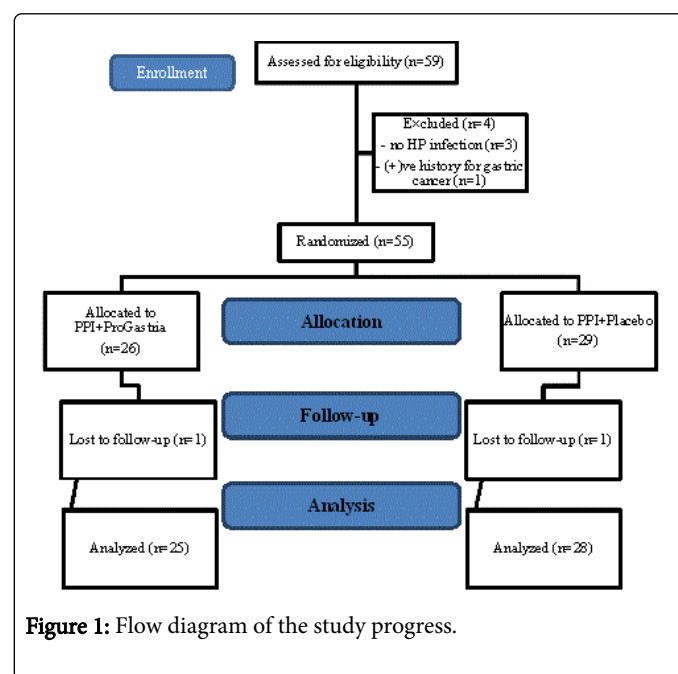 Enrollment
Assessed for eligibility (n=59)
Excluded (n=4)
- no HP infection (n=3)
- (+)ve history for gastric
cancer (n=1)
Randomized (n=55)
Allocated to
PPI+ProGastria
(n=26)
Allocation
Allocated to PPI+Placebo
(n=29)
Lost to follow-up (n=1)
Follow-up
Lost to follow-up (n=1)
Analysis
Analyzed (n=25)
Analyzed (n=28)
Figure 1: Flow diagram of the study progress.